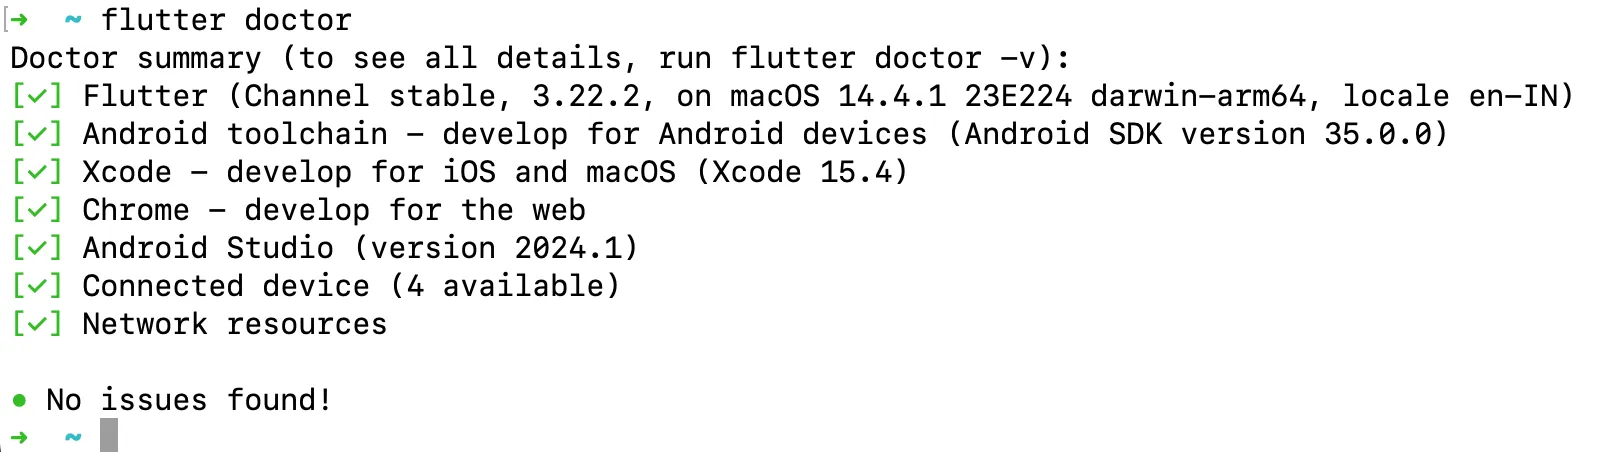 ➜  ~ flutter doctor
Doctor summary (to see all details, run flutter doctor -v):
[✓] Flutter (Channel stable, 3.22.2, on macOS 14.4.1 23E224 darwin-arm64, locale en-IN)
[✓] Android toolchain - develop for Android devices (Android SDK version 35.0.0)
[✓] Xcode - develop for iOS and macOS (Xcode 15.4)
[✓] Chrome - develop for the web
[✓] Android Studio (version 2024.1)
[✓] Connected device (4 available)
[✓] Network resources
• No issues found!
➜  ~